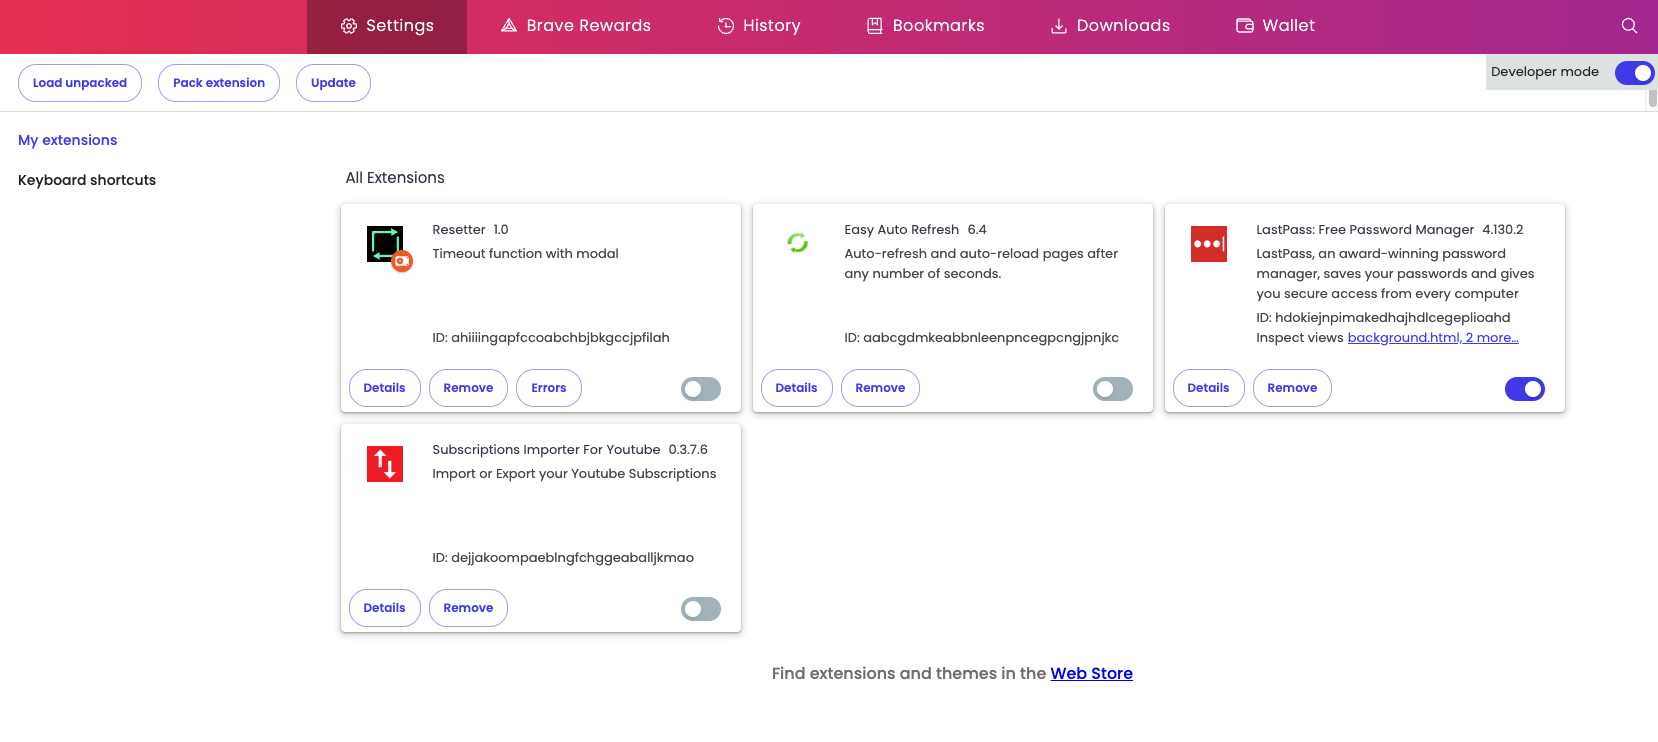 Settings
Brave Rewards
History
Bookmarks
Downloads
Wallet
Load unpacked
Pack extension
Update
Developer mode
My extensions
Keyboard shortcuts
All Extensions
Resetter 1.0
Timeout function with modal
ID: ahiiiingapfccoabchbjbkgccjpfilah
Details
Remove
Errors
Easy Auto Refresh 6.4
Auto-refresh and auto-reload pages after
any number of seconds.
ID: aabcgdmkeabbnleenpncegpcngjpnjkc
Details
Remove
LastPass: Free Password Manager 4.130.2
LastPass, an award-winning password
manager, saves your passwords and gives
you secure access from every computer
ID: hdokiejnpimakedhajhdlcegeplioahd
Inspect views background.html, 2 more…
Details
Remove
Subscriptions Importer For Youtube 0.3.7.6
Import or Export your Youtube Subscriptions
ID: dejjakoompaeblngfchggeaballjkmao
Details
Remove
Find extensions and themes in the Web Store